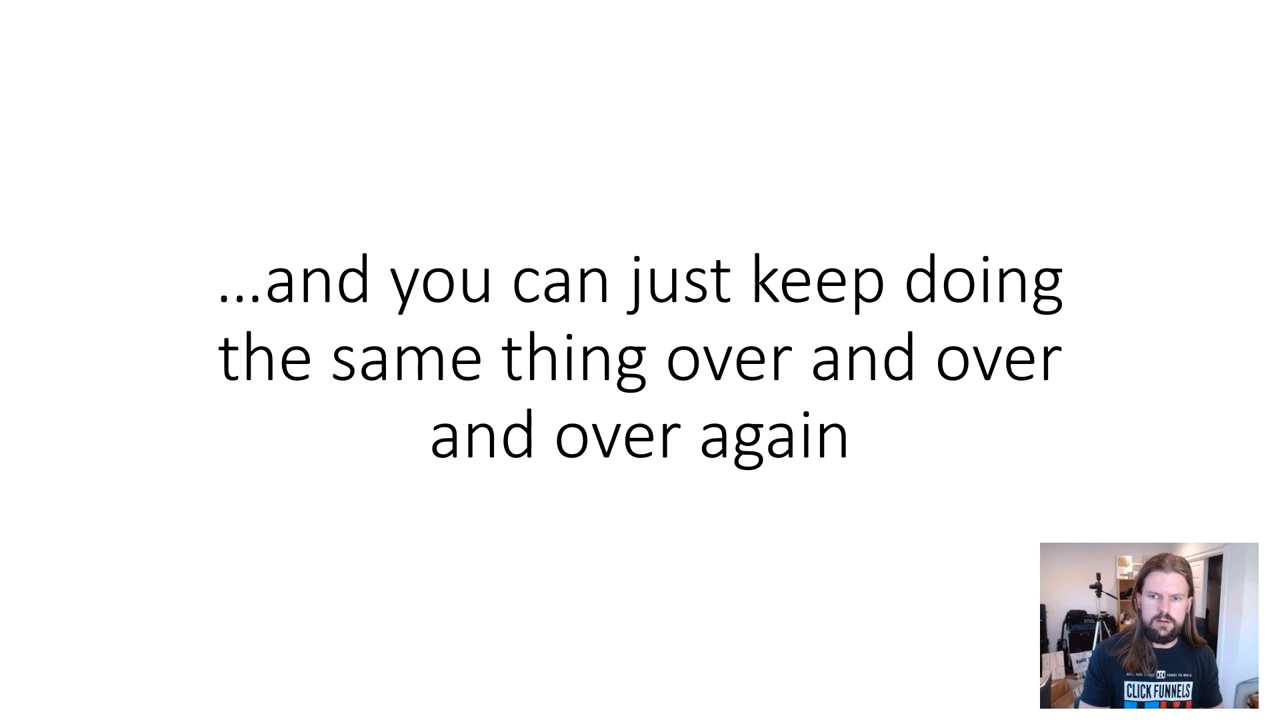 ...and you can just keep doing
the same thing over and over
and over again
CLICK FUNNELS